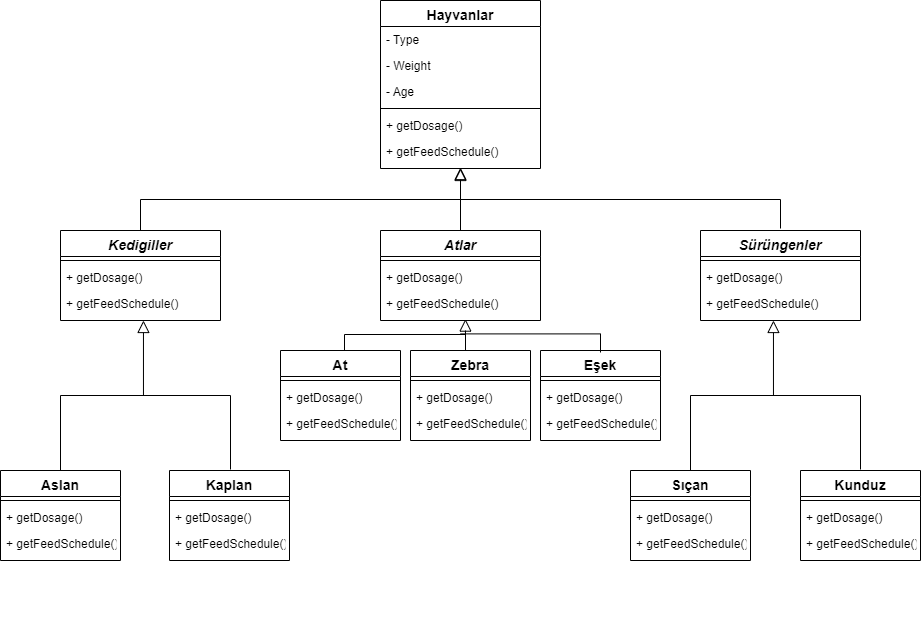 Hayvanlar
- Type
- Weight
- Age
+ getDosage()
+ getFeedSchedule()
Kedigiller
+ getDosage()
+ getFeedSchedule()
Atlar
+ getDosage()
+ getFeedSchedule()
Sürüngenler
+ getDosage()
+ getFeedSchedule()
At
+ getDosage()
+ getFeedSchedule()
Zebra
+ getDosage()
+ getFeedSchedule()
Eşek
+ getDosage()
+ getFeedSchedule()
Aslan
+ getDosage()
+ getFeedSchedule()
Kaplan
+ getDosage()
+ getFeedSchedule()
Sıçan
+ getDosage()
+ getFeedSchedule()
Kunduz
+ getDosage()
+ getFeedSchedule()